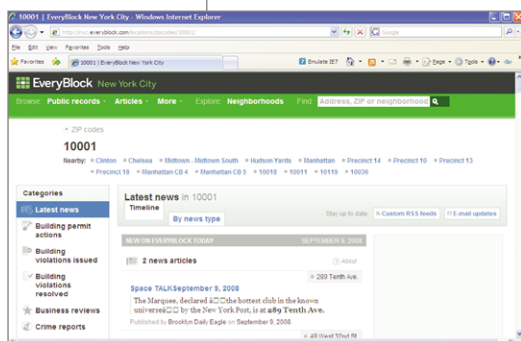 10001 | EveryBlock New York City - Windows Internet Explorer
http://nyc.everyblock.com/locations/zipcodes/10001/
Google
File Edit View Favorites Tools Help
Favorites 10001 | EveryBlock New York City Emulate IE7 Page Tools
EveryBlock New York City
Browse: Public records Articles More Explore: Neighborhoods Find: Address, ZIP or neighborhood
ZIP codes
10001
Nearby: Clinton Chelsea Midtown - Midtown South Hudson Yards Manhattan Precinct 14 Precinct 10 Precinct 13
Precinct 18 Manhattan CB 4 Manhattan CB 5 10018 10011 10119 10036
Categories
Latest news
Building permit actions
Building violations issued
Building violations resolved
Business reviews
Crime reports
Latest news in 10001
Timeline
By news type
Stay up to date: Custom RSS feeds E-mail updates
NEW ON EVERYBLOCK TODAY SEPTEMBER 9, 2008
2 news articles About
289 Tenth Ave.
Space TALKSeptember 9, 2008
The Marquee, declared â□□the hottest club in the known
universeâ□□ by the New York Post, is at 289 Tenth Ave.
Published by Brooklyn Daily Eagle on September 9, 2008
49 West 32nd St.